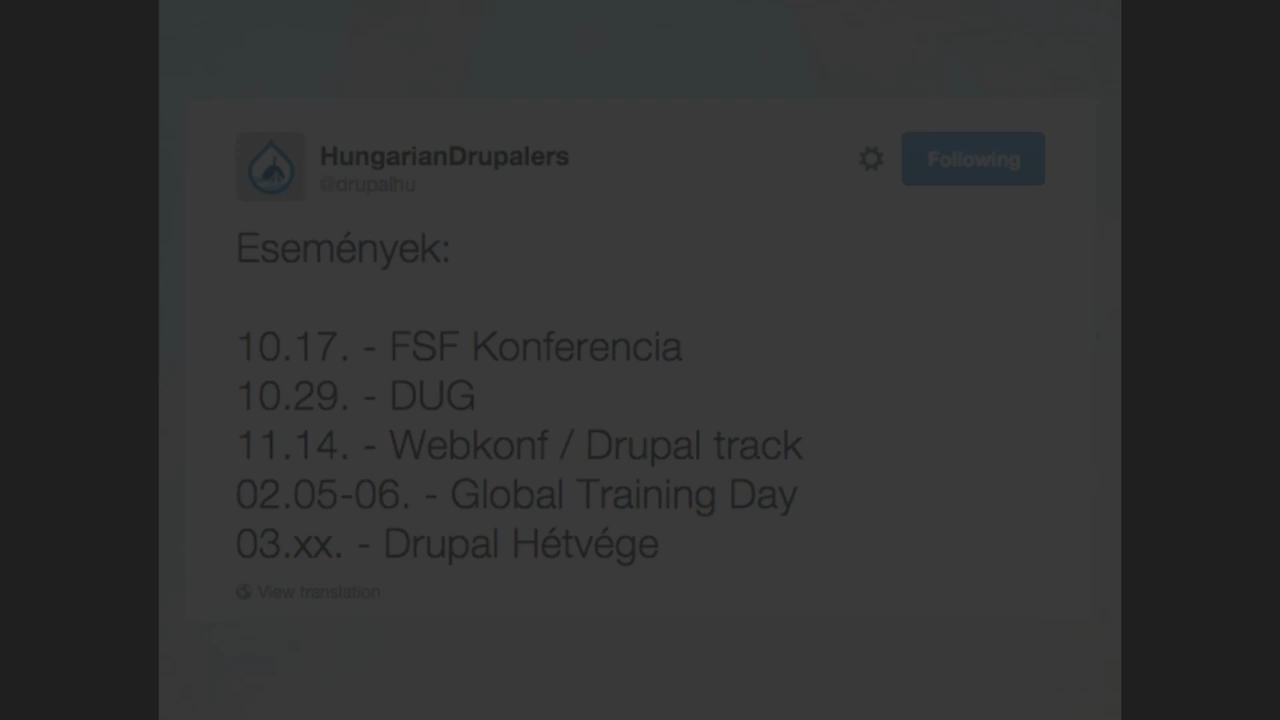 HungarianDrupalers
@drupalhu
Following
Események:
10.17. - FSF Konferencia
10.29. - DUG
11.14. - Webkonf / Drupal track
02.05-06. - Global Training Day
03.xx. - Drupal Hétvége
View translation